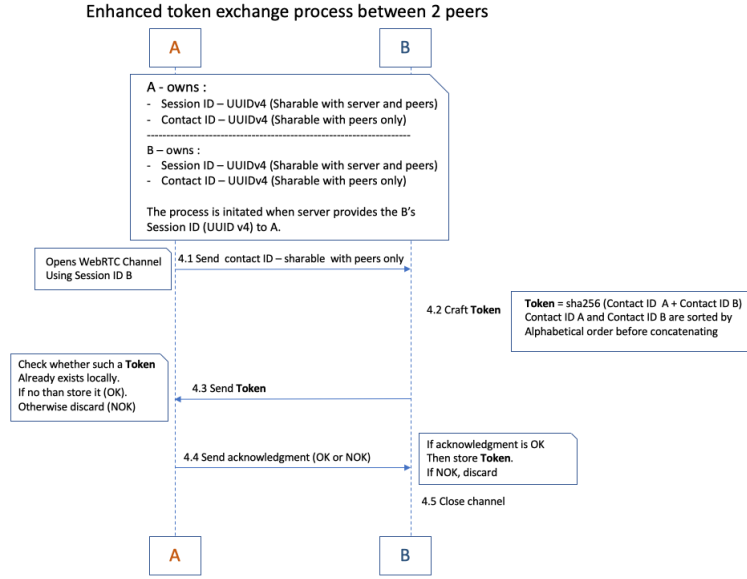 Enhanced token exchange process between 2 peers
A
B
A - owns :
- Session ID – UUIDv4 (Sharable with server and peers)
- Contact ID – UUIDv4 (Sharable with peers only)
--------------------------------------------------------------------
B – owns :
- Session ID – UUIDv4 (Sharable with server and peers)
- Contact ID – UUIDv4 (Sharable with peers only)
The process is initated when server provides the B's
Session ID (UUID v4) to A.
Opens WebRTC Channel
Using Session ID B
4.1 Send contact ID – sharable with peers only
4.2 Craft Token
Token = sha256 (Contact ID A + Contact ID B)
Contact ID A and Contact ID B are sorted by
Alphabetical order before concatenating
Check whether such a Token
Already exists locally.
If no than store it (OK).
Otherwise discard (NOK)
4.3 Send Token
4.4 Send acknowledgment (OK or NOK)
If acknowledgment is OK
Then store Token.
If NOK, discard
4.5 Close channel
A
B